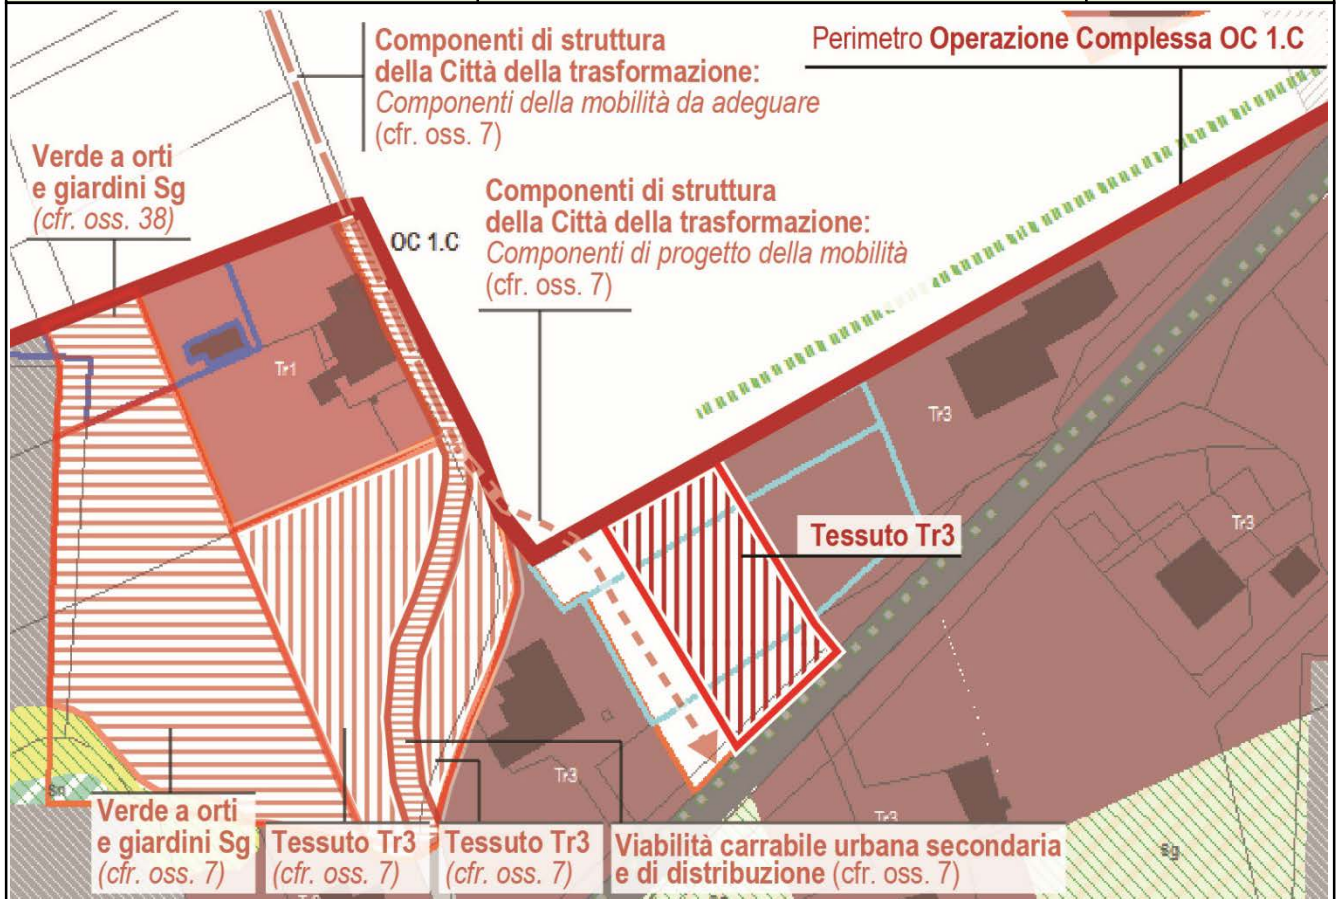 Componenti di struttura
della Città della trasformazione:
Componenti della mobilità da adeguare
(cfr. oss. 7)
Perimetro Operazione Complessa OC 1.C
Verde a orti
e giardini Sg
(cfr. oss. 38)
Componenti di struttura
della Città della trasformazione:
Componenti di progetto della mobilità
(cfr. oss. 7)
OC 1.C
Tr1
Tr3
Tr3
Tessuto Tr3
Tr3
Tr3
Sg
Verde a orti
e giardini Sg
(cfr. oss. 7)
Tessuto Tr3
(cfr. oss. 7)
Tessuto Tr3
(cfr. oss. 7)
Viabilità carrabile urbana secondaria
e di distribuzione (cfr. oss. 7)